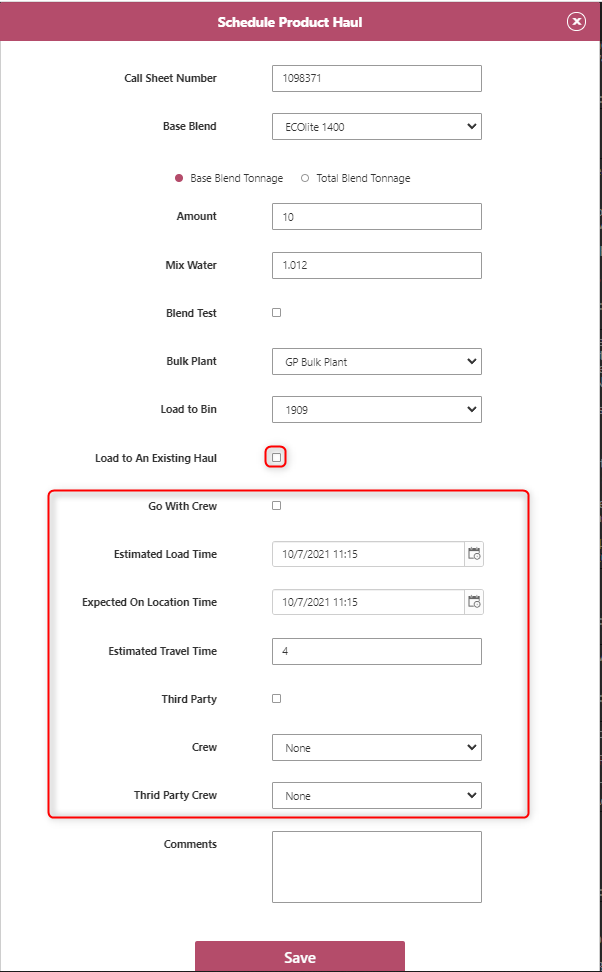 Schedule Product Haul
Call Sheet Number 1098371
Base Blend ECOlite 1400
Base Blend Tonnage Total Blend Tonnage
Amount 10
Mix Water 1.012
Blend Test
Bulk Plant GP Bulk Plant
Load to Bin 1909
Load to An Existing Haul
Go With Crew
Estimated Load Time 10/7/2021 11:15
Expected On Location Time 10/7/2021 11:15
Estimated Travel Time 4
Third Party
Crew None
Thrid Party Crew None
Comments
Save